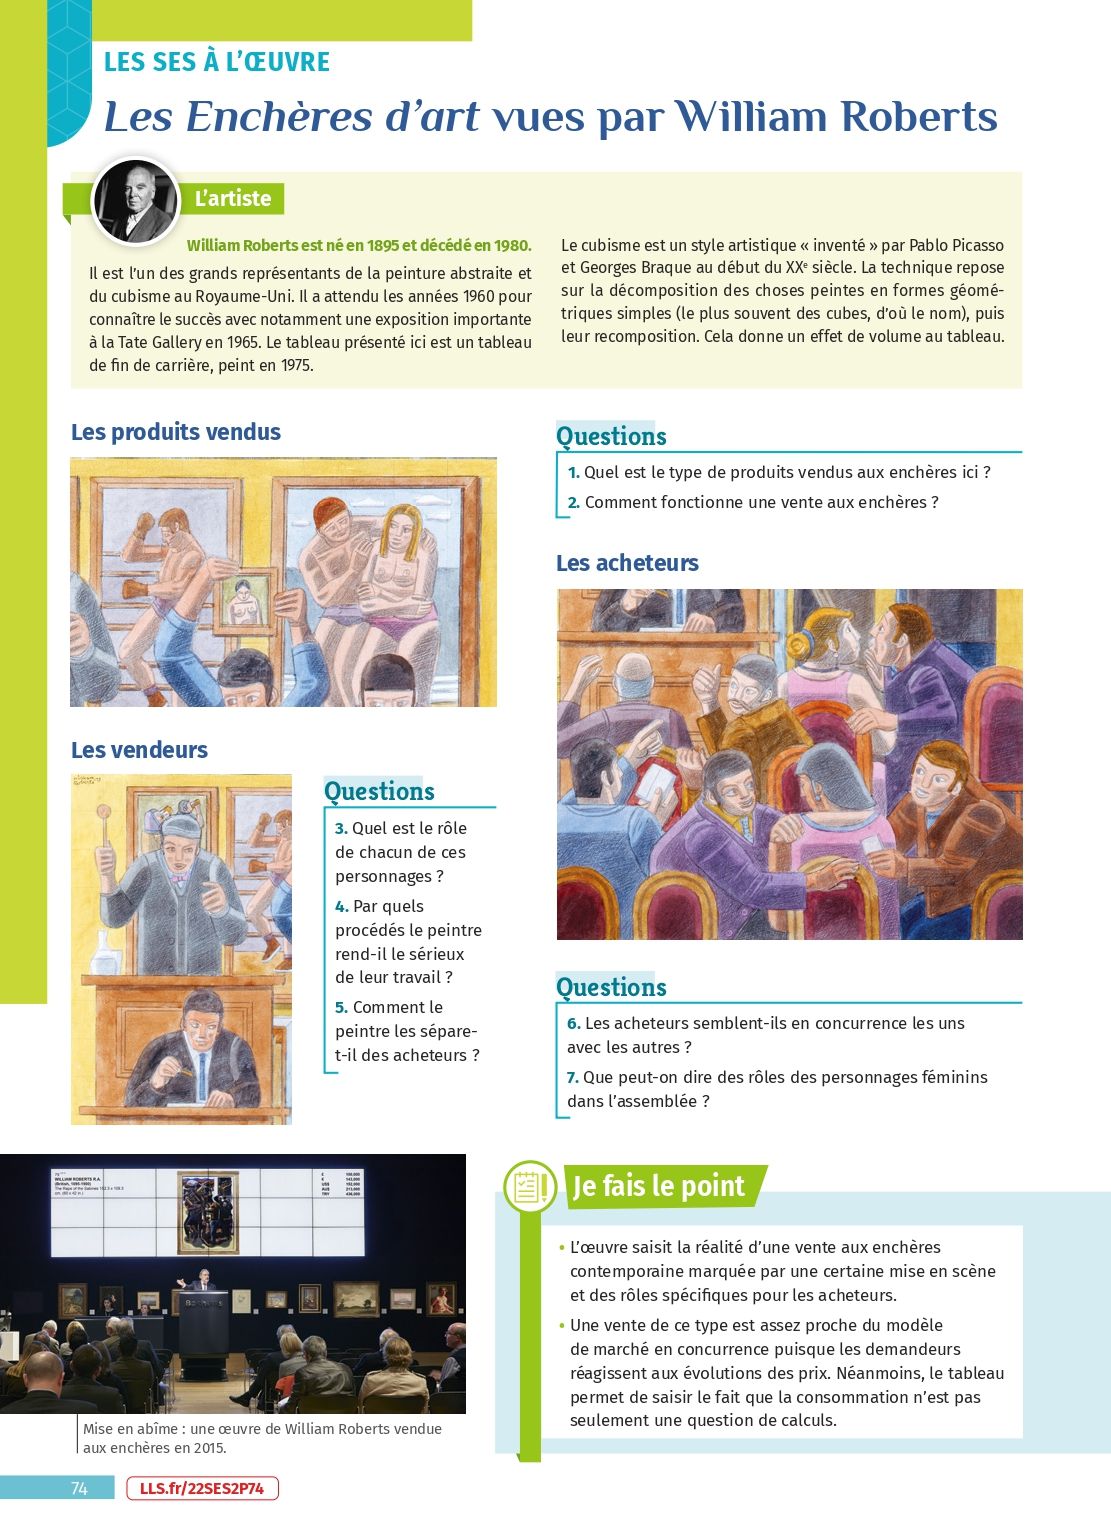 LES SES À L'ŒUVRE
Les Enchères d'art vues par William Roberts
L'artiste
William Roberts est né en 1895 et décédé en 1980.
Il est l'un des grands représentants de la peinture abstraite et
du cubisme au Royaume-Uni. Il a attendu les années 1960 pour
connaître le succès avec notamment une exposition importante
à la Tate Gallery en 1965. Le tableau présenté ici est un tableau
de fin de carrière, peint en 1975.
Le cubisme est un style artistique « inventé » par Pablo Picasso
et Georges Braque au début du XXe siècle. La technique repose
sur la décomposition des choses peintes en formes géomé-
triques simples (le plus souvent des cubes, d'où le nom), puis
leur recomposition. Cela donne un effet de volume au tableau.
Les produits vendus
Questions
1. Quel est le type de produits vendus aux enchères ici ?
2. Comment fonctionne une vente aux enchères ?
Les vendeurs
Questions
3. Quel est le rôle
de chacun de ces
personnages ?
4. Par quels
procédés le peintre
rend-il le sérieux
de leur travail ?
5. Comment le
peintre les sépare-
t-il des acheteurs ?
Les acheteurs
Questions
6. Les acheteurs semblent-ils en concurrence les uns
avec les autres ?
7. Que peut-on dire des rôles des personnages féminins
dans l'assemblée ?
WILLIAM ROBERTS R.A.
(British, 1895-1980)
Bonhams
Mise en abîme : une œuvre de William Roberts vendue
aux enchères en 2015.
Je fais le point
• L'œuvre saisit la réalité d'une vente aux enchères
contemporaine marquée par une certaine mise en scène
et des rôles spécifiques pour les acheteurs.
• Une vente de ce type est assez proche du modèle
de marché en concurrence puisque les demandeurs
réagissent aux évolutions des prix. Néanmoins, le tableau
permet de saisir le fait que la consommation n'est pas
seulement une question de calculs.
74
LLS.fr/22SES2P74